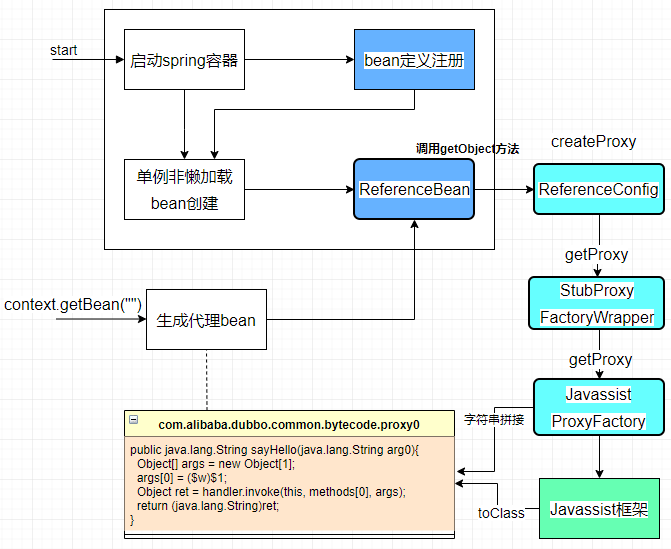 start
启动spring容器
bean定义注册
单例非懒加载
bean创建
调用getObject方法
ReferenceBean
createProxy
ReferenceConfig
getProxy
StubProxy
FactoryWrapper
getProxy
Javassist
ProxyFactory
context.getBean("")
生成代理bean
字符串拼接
com.alibaba.dubbo.common.bytecode.proxy0
public java.lang.String sayHello(java.lang.String arg0){
Object[] args = new Object[1];
args[0] = ($w)$1;
Object ret = handler.invoke(this, methods[0], args);
return (java.lang.String)ret;
}
toClass
Javassist框架